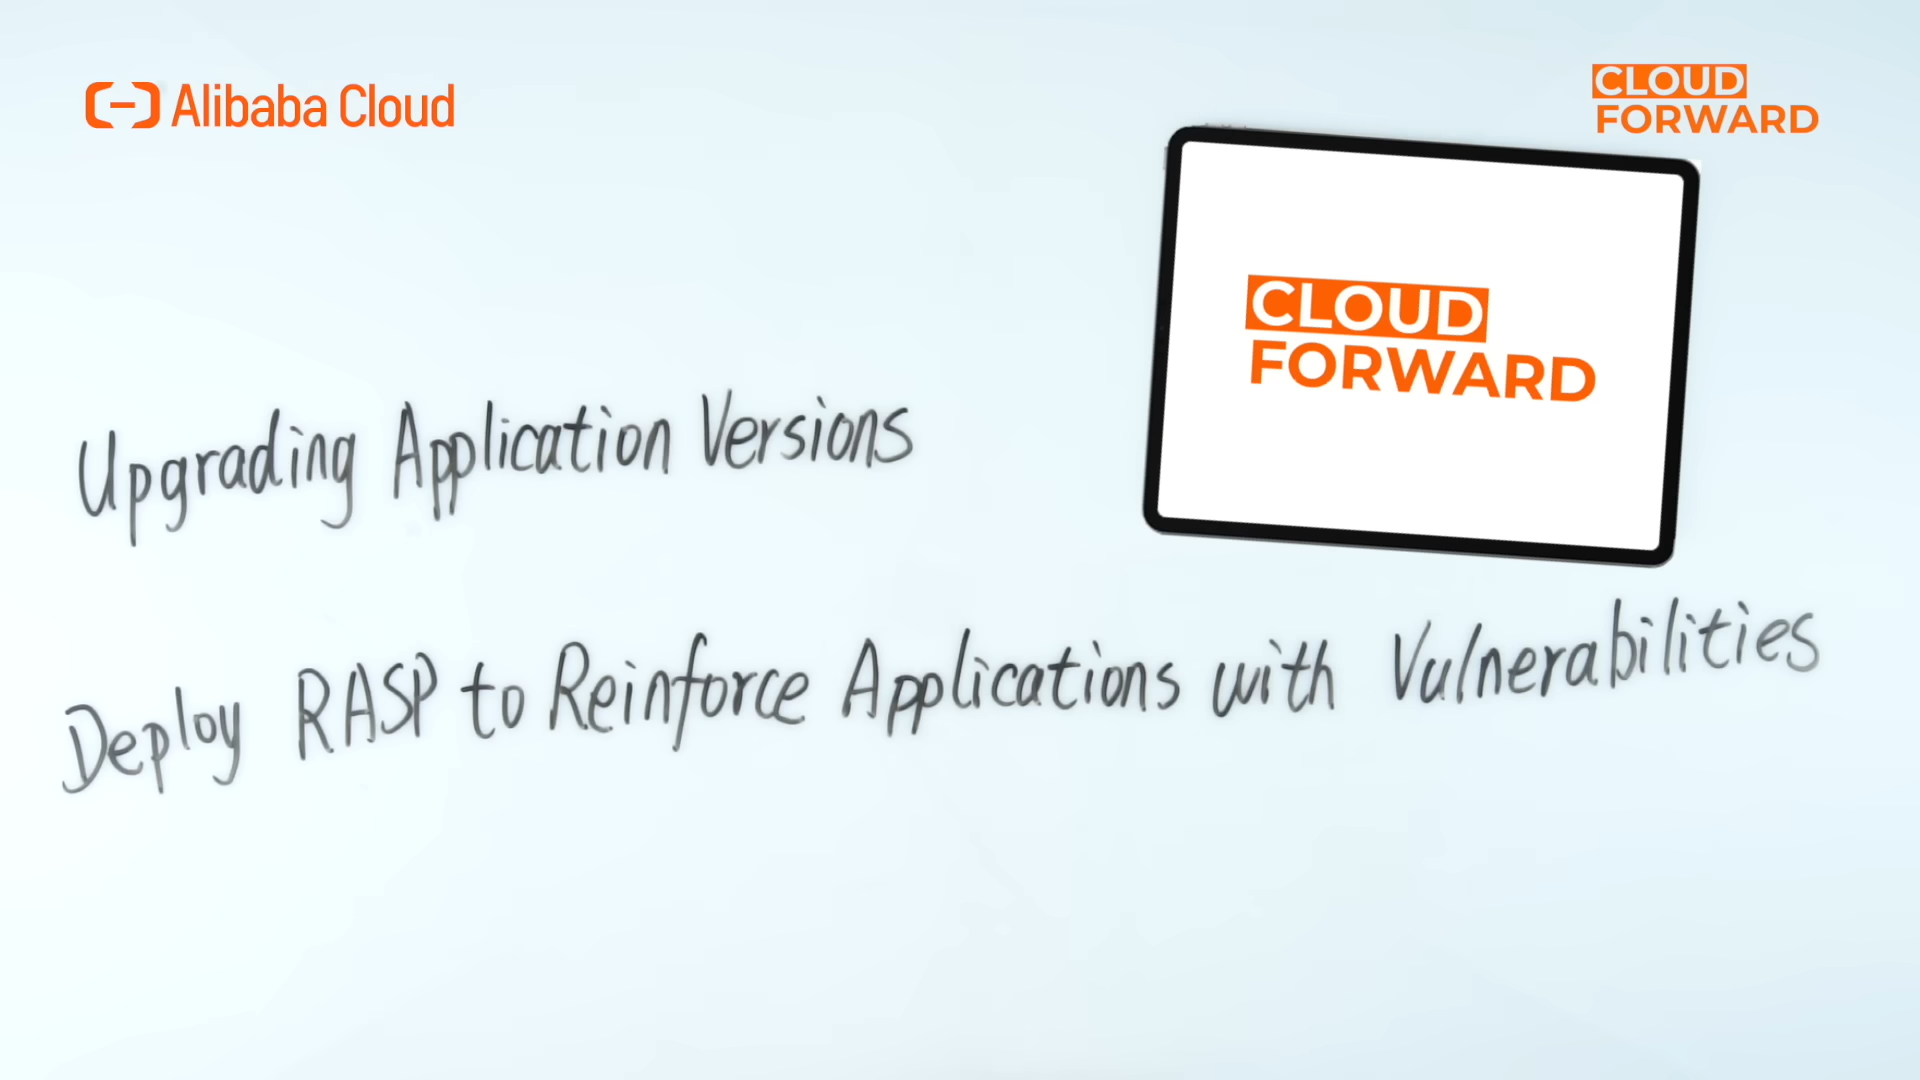 Alibaba Cloud
CLOUD
FORWARD
CLOUD
FORWARD
Upgrading Application Versions
Deploy RASP to Reinforce Applications with Vulnerabilities